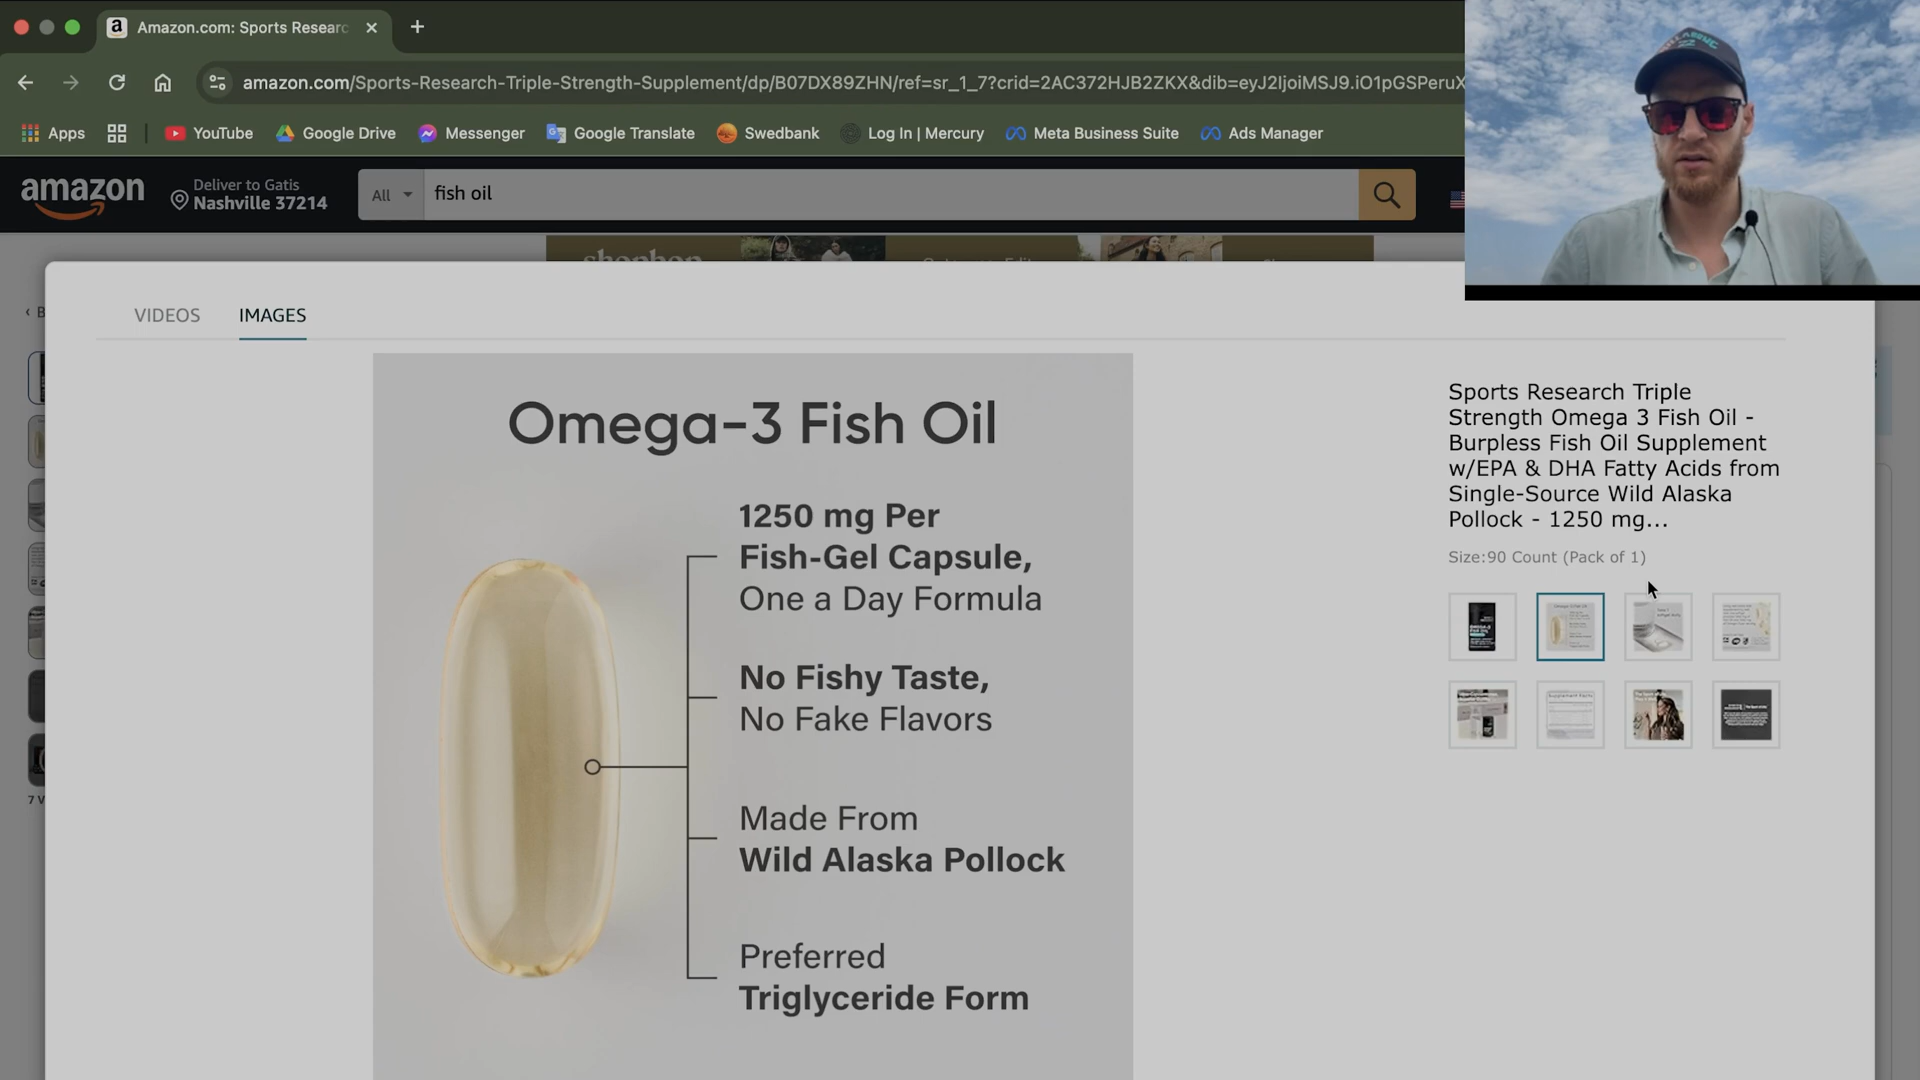 Amazon.com: Sports Researc
amazon.com/Sports-Research-Triple-Strength-Supplement/dp/B07DX89ZHN/ref=sr_1_7?crid=2AC372HJB2ZKX&dib=eyJ2IjoiMSJ9.iO1pGSPeruX
Apps
YouTube
Google Drive
Messenger
Google Translate
Swedbank
Log In | Mercury
Meta Business Suite
Ads Manager
amazon
Deliver to Gatis
Nashville 37214
All
fish oil
shopbop
VIDEOS
IMAGES
Omega-3 Fish Oil
1250 mg Per
Fish-Gel Capsule,
One a Day Formula
No Fishy Taste,
No Fake Flavors
Made From
Wild Alaska Pollock
Preferred
Triglyceride Form
Sports Research Triple
Strength Omega 3 Fish Oil -
Burpless Fish Oil Supplement
w/EPA & DHA Fatty Acids from
Single-Source Wild Alaska
Pollock - 1250 mg...
Size:90 Count (Pack of 1)
7 V